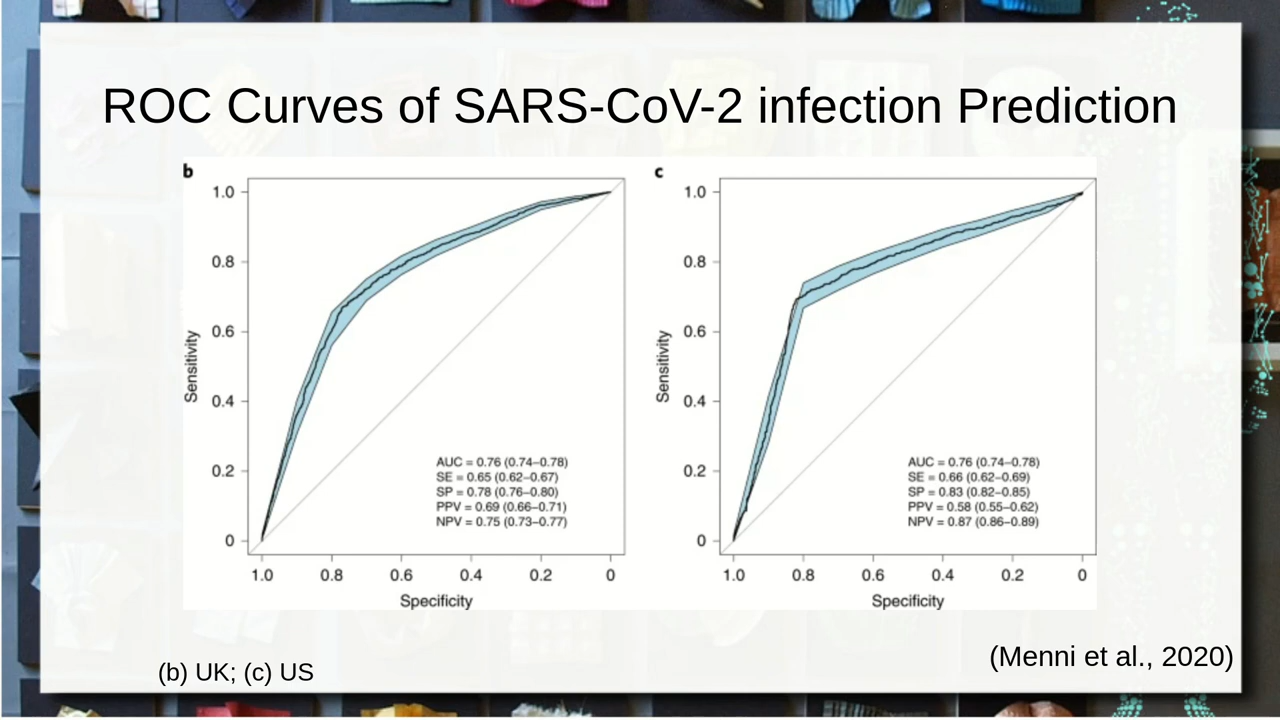 ROC Curves of SARS-CoV-2 infection Prediction
b
1.0
0.8
0.6
0.4
0.2
0
Sensitivity
AUC = 0.76 (0.74–0.78)
SE = 0.65 (0.62–0.67)
SP = 0.78 (0.76–0.80)
PPV = 0.69 (0.66–0.71)
NPV = 0.75 (0.73–0.77)
1.0 0.8 0.6 0.4 0.2 0
Specificity
c
1.0
0.8
0.6
0.4
0.2
0
Sensitivity
AUC = 0.76 (0.74–0.78)
SE = 0.66 (0.62–0.69)
SP = 0.83 (0.82–0.85)
PPV = 0.58 (0.55–0.62)
NPV = 0.87 (0.86–0.89)
1.0 0.8 0.6 0.4 0.2 0
Specificity
(Menni et al., 2020)
(b) UK; (c) US